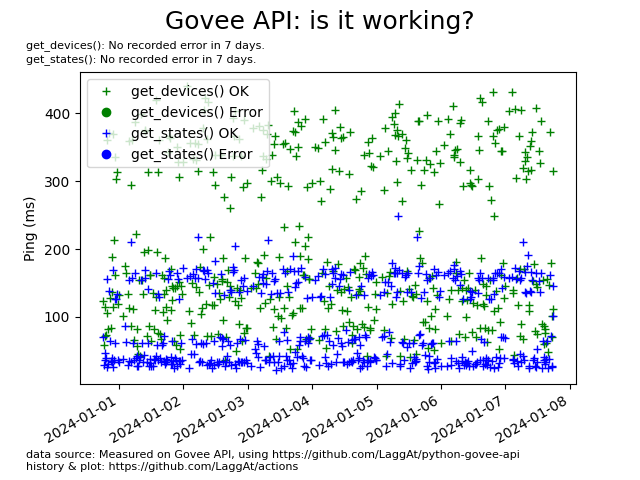 Govee API: is it working?
get_devices(): No recorded error in 7 days.
get_states(): No recorded error in 7 days.
get_devices() OK
get_devices() Error
get_states() OK
get_states() Error
Ping (ms)
400
300
200
100
2024-01-01
2024-01-02
2024-01-03
2024-01-04
2024-01-05
2024-01-06
2024-01-07
2024-01-08
data source: Measured on Govee API, using https://github.com/LaggAt/python-govee-api
history & plot: https://github.com/LaggAt/actions